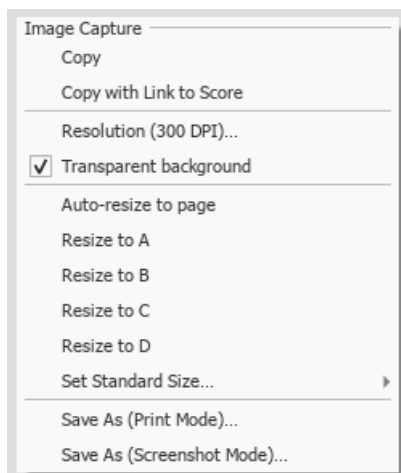 Image Capture
Copy
Copy with Link to Score
Resolution (300 DPI)...
Transparent background
Auto-resize to page
Resize to A
Resize to B
Resize to C
Resize to D
Set Standard Size...
Save As (Print Mode)...
Save As (Screenshot Mode)...